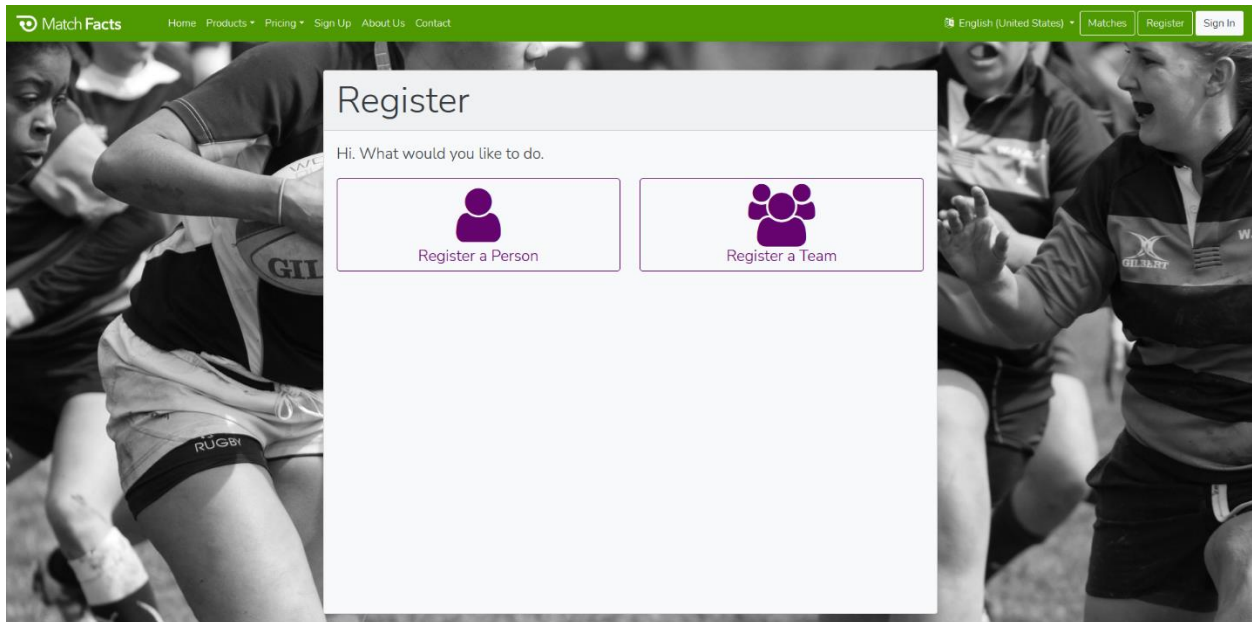 Match Facts Home Products Pricing Sign Up About Us Contact English (United States) Matches Register Sign In
Register
Hi. What would you like to do.
Register a Person
Register a Team
GIL
GILBERT
RUGBY